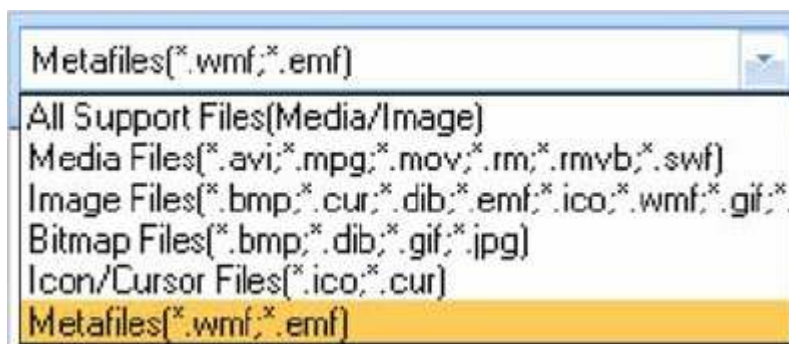 Metafiles(*.wmf;*.emf)
All Support Files(Media/Image)
Media Files(*.avi;*.mpg;*.mov;*.rm;*.rmvb;*.swf)
Image Files(*.bmp;*.cur;*.dib;*.emf;*.ico;*.wmf;*.gif;*.
Bitmap Files(*.bmp;*.dib;*.gif;*.jpg)
Icon/Cursor Files(*.ico;*.cur)
Metafiles(*.wmf;*.emf)